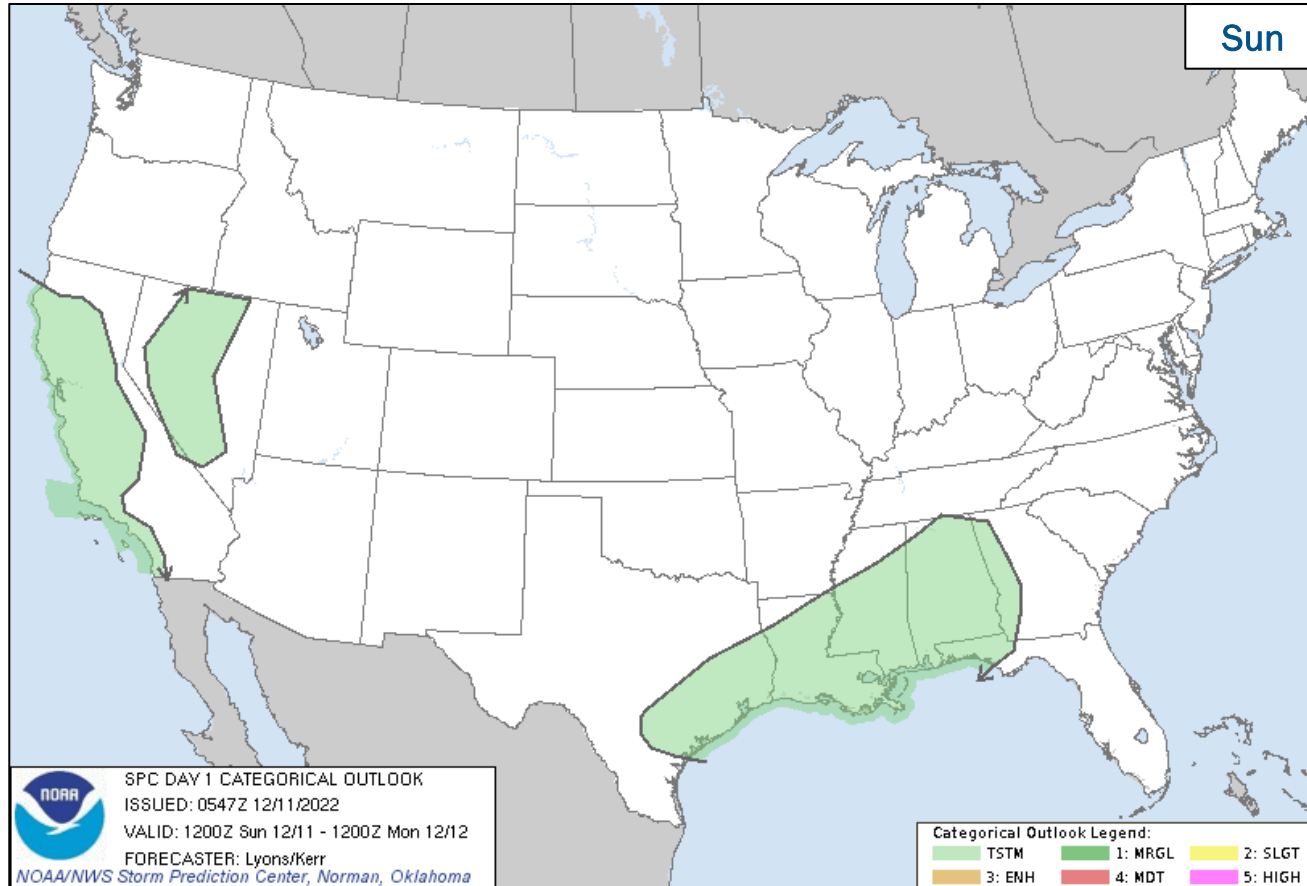 Sun
NOAA
SPC DAY 1 CATEGORICAL OUTLOOK
ISSUED: 0547Z 12/11/2022
VALID: 1200Z Sun 12/11 - 1200Z Mon 12/12
FORECASTER: Lyons/Kerr
NOAA/NWS Storm Prediction Center, Norman, Oklahoma
Categorical Outlook Legend:
TSTM 1: MRGL 2: SLGT
3: ENH 4: MDT 5: HIGH